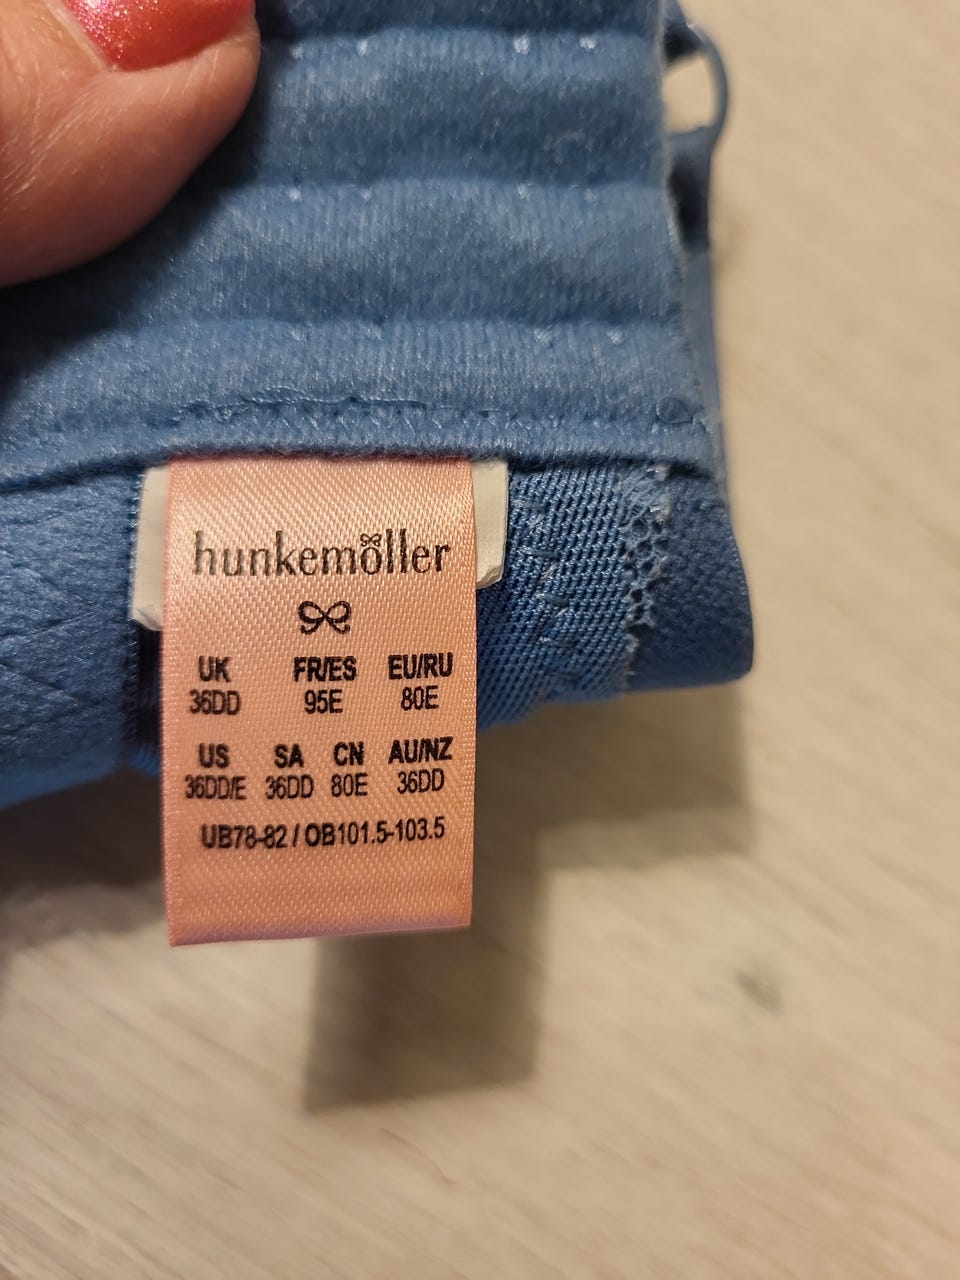 hunkemöller
UK FR/ES EU/RU
36DD 95E 80E
US SA CN AU/NZ
36DD/E 36DD 80E 36DD
UB78-82 / OB101.5-103.5